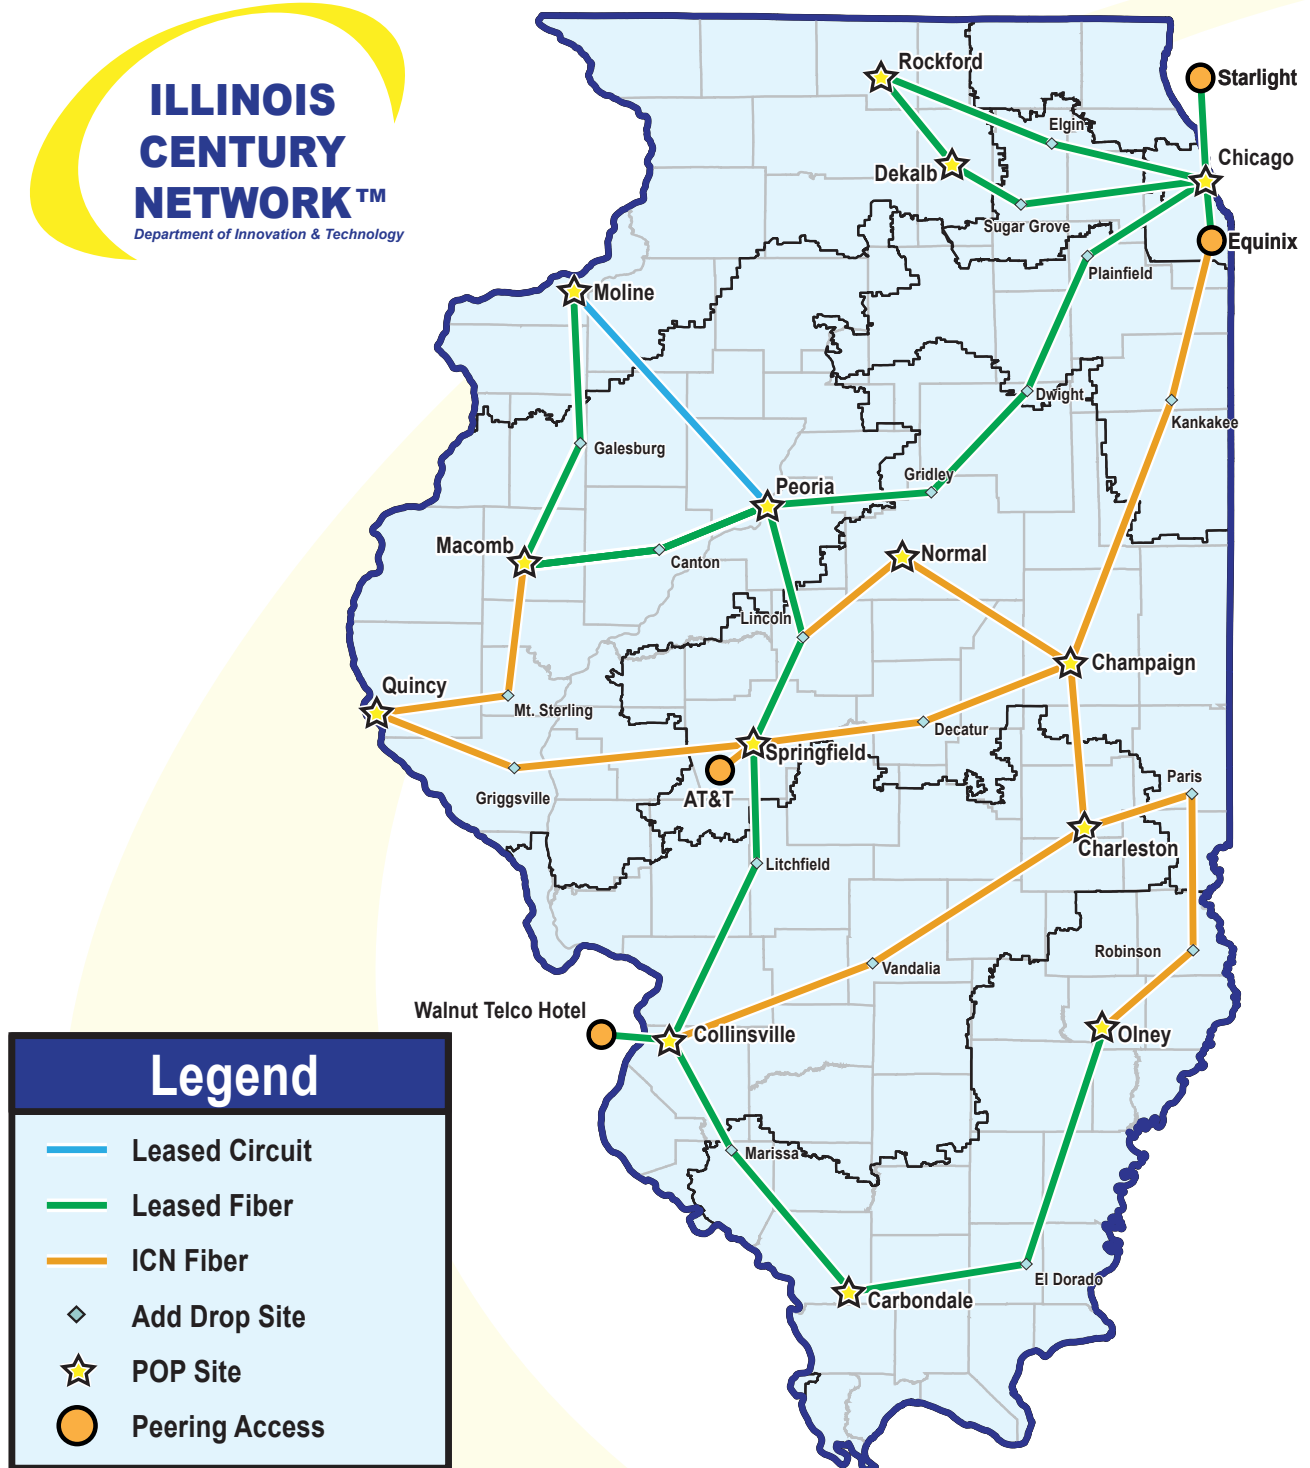 ILLINOIS
CENTURY
NETWORK™
Department of Innovation & Technology
Rockford
Starlight
Elgin
Chicago
Dekalb
Sugar Grove
Equinix
Plainfield
Moline
Dwight
Kankakee
Galesburg
Gridley
Peoria
Macomb
Canton
Normal
Lincoln
Champaign
Quincy
Mt. Sterling
Decatur
Springfield
Paris
AT&T
Griggsville
Charleston
Litchfield
Robinson
Vandalia
Walnut Telco Hotel
Collinsville
Olney
Marissa
El Dorado
Carbondale
Legend
Leased Circuit
Leased Fiber
ICN Fiber
Add Drop Site
POP Site
Peering Access